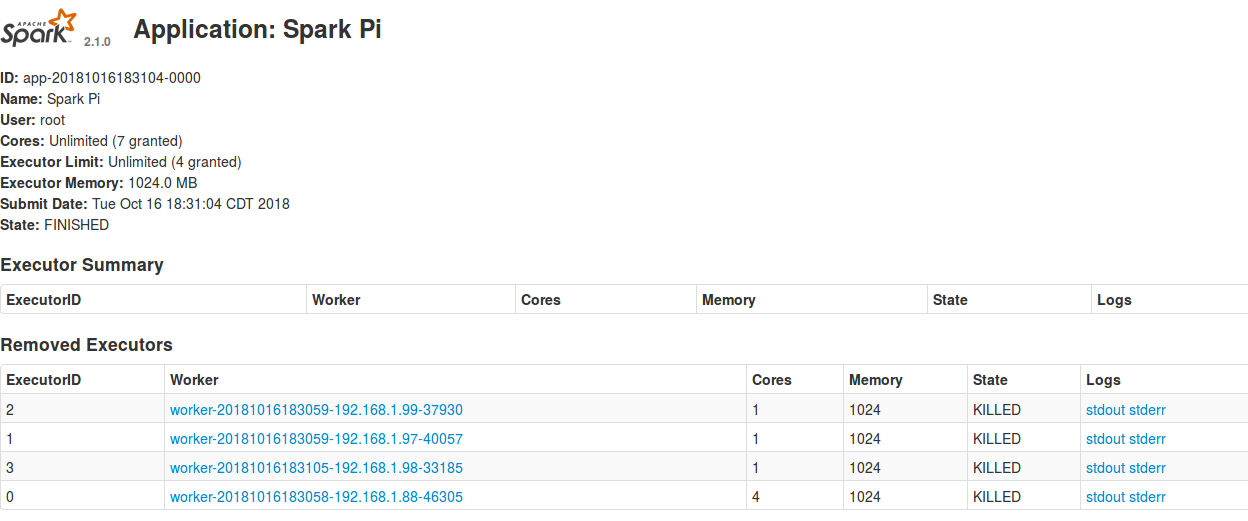 APACHE
Spark 2.1.0 Application: Spark Pi
ID: app-20181016183104-0000
Name: Spark Pi
User: root
Cores: Unlimited (7 granted)
Executor Limit: Unlimited (4 granted)
Executor Memory: 1024.0 MB
Submit Date: Tue Oct 16 18:31:04 CDT 2018
State: FINISHED
Executor Summary
ExecutorID Worker Cores Memory State Logs
Removed Executors
ExecutorID Worker Cores Memory State Logs
2 worker-20181016183059-192.168.1.99-37930 1 1024 KILLED stdout stderr
1 worker-20181016183059-192.168.1.97-40057 1 1024 KILLED stdout stderr
3 worker-20181016183105-192.168.1.98-33185 1 1024 KILLED stdout stderr
0 worker-20181016183058-192.168.1.88-46305 4 1024 KILLED stdout stderr